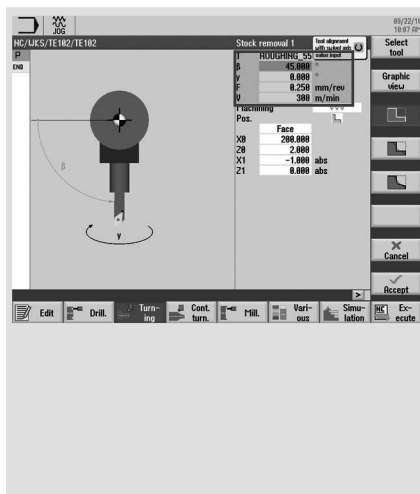 JOG
09/22/1
10:07 A
NC/WKS/TE102/TE102
Stock removal 1
Tool alignment
with swivel axis
value input
Select
tool
P
END
T ROUGHING_55
β 45.000 °
γ 0.000 °
F 0.250 mm/rev
V 300 m/min
Machining ▽▽▽
Pos.
Face
X0 200.000
Z0 2.000
X1 -1.000 abs
Z1 0.000 abs
Graphic
view
β
γ
Cancel
Accept
Edit
Drill.
Turn-
ing
Cont.
turn.
Mill.
Vari-
ous
Simu-
lation
NC Ex-
ecute